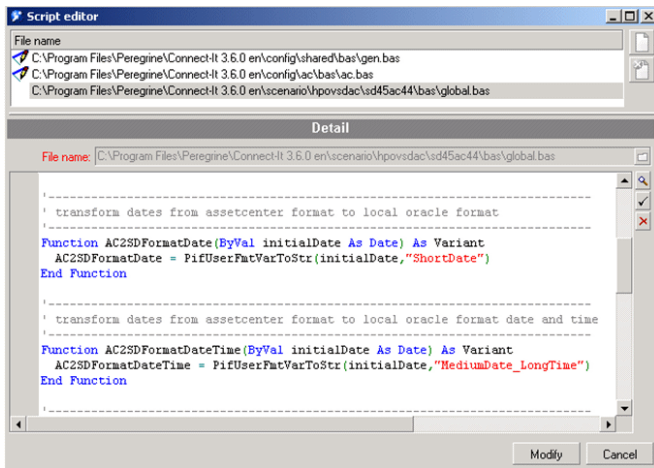 Script editor
File name
C:\Program Files\Peregrine\Connect-It 3.6.0 en\config\shared\bas\gen.bas
C:\Program Files\Peregrine\Connect-It 3.6.0 en\config\ac\bas\ac.bas
C:\Program Files\Peregrine\Connect-It 3.6.0 en\scenario\hpovsdac\sd45ac44\bas\global.bas
Detail
File name: C:\Program Files\Peregrine\Connect-It 3.6.0 en\scenario\hpovsdac\sd45ac44\bas\global.bas
'------------------------------------------------------------
' transform dates from assetcenter format to local oracle format
'------------------------------------------------------------
Function AC2SDFormatDate(ByVal initialDate As Date) As Variant
AC2SDFormatDate = PifUserFmtVarToStr(initialDate,"ShortDate")
End Function
'------------------------------------------------------------
' transform dates from assetcenter format to local oracle format date and time
'------------------------------------------------------------
Function AC2SDFormatDateTime(ByVal initialDate As Date) As Variant
AC2SDFormatDateTime = PifUserFmtVarToStr(initialDate,"MediumDate_LongTime")
End Function
'------------------------------------------------------------
Modify Cancel